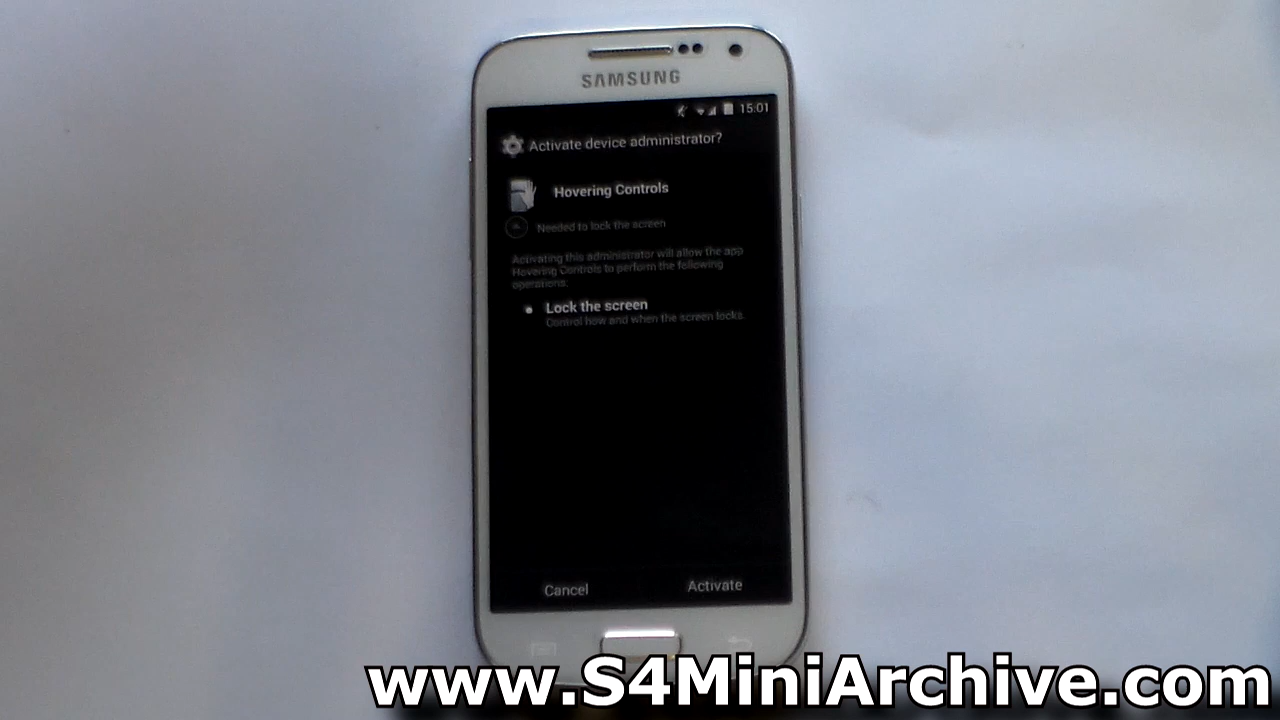 SAMSUNG
15:01
Activate device administrator?
Hovering Controls
Needed to lock the screen
Activating this administrator will allow the app
Hovering Controls to perform the following
operations:
Lock the screen
Control how and when the screen locks.
Cancel
Activate
www.S4MiniArchive.com